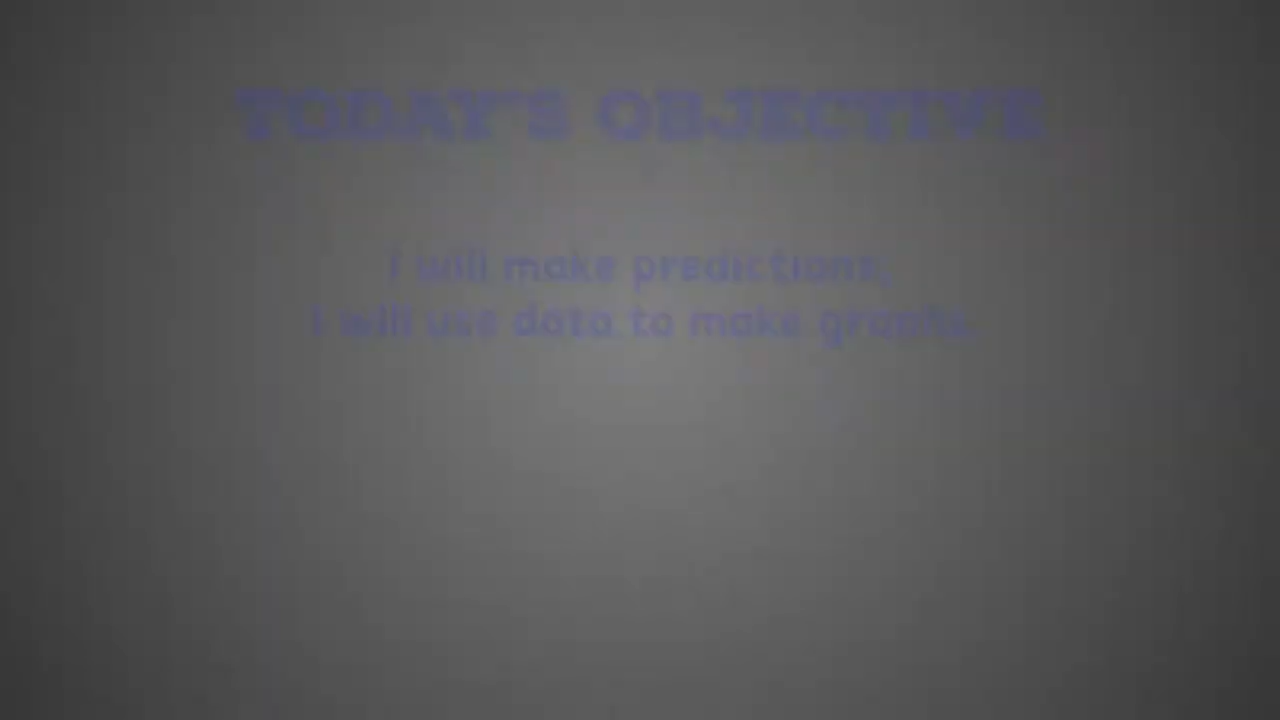 TODAY'S OBJECTIVE
I will make predictions;
I will use data to make graphs.